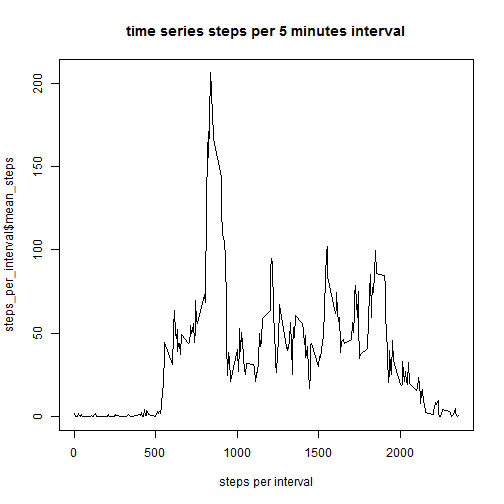 time series steps per 5 minutes interval
steps_per_interval$mean_steps
200
150
100
50
0
0 500 1000 1500 2000
steps per interval